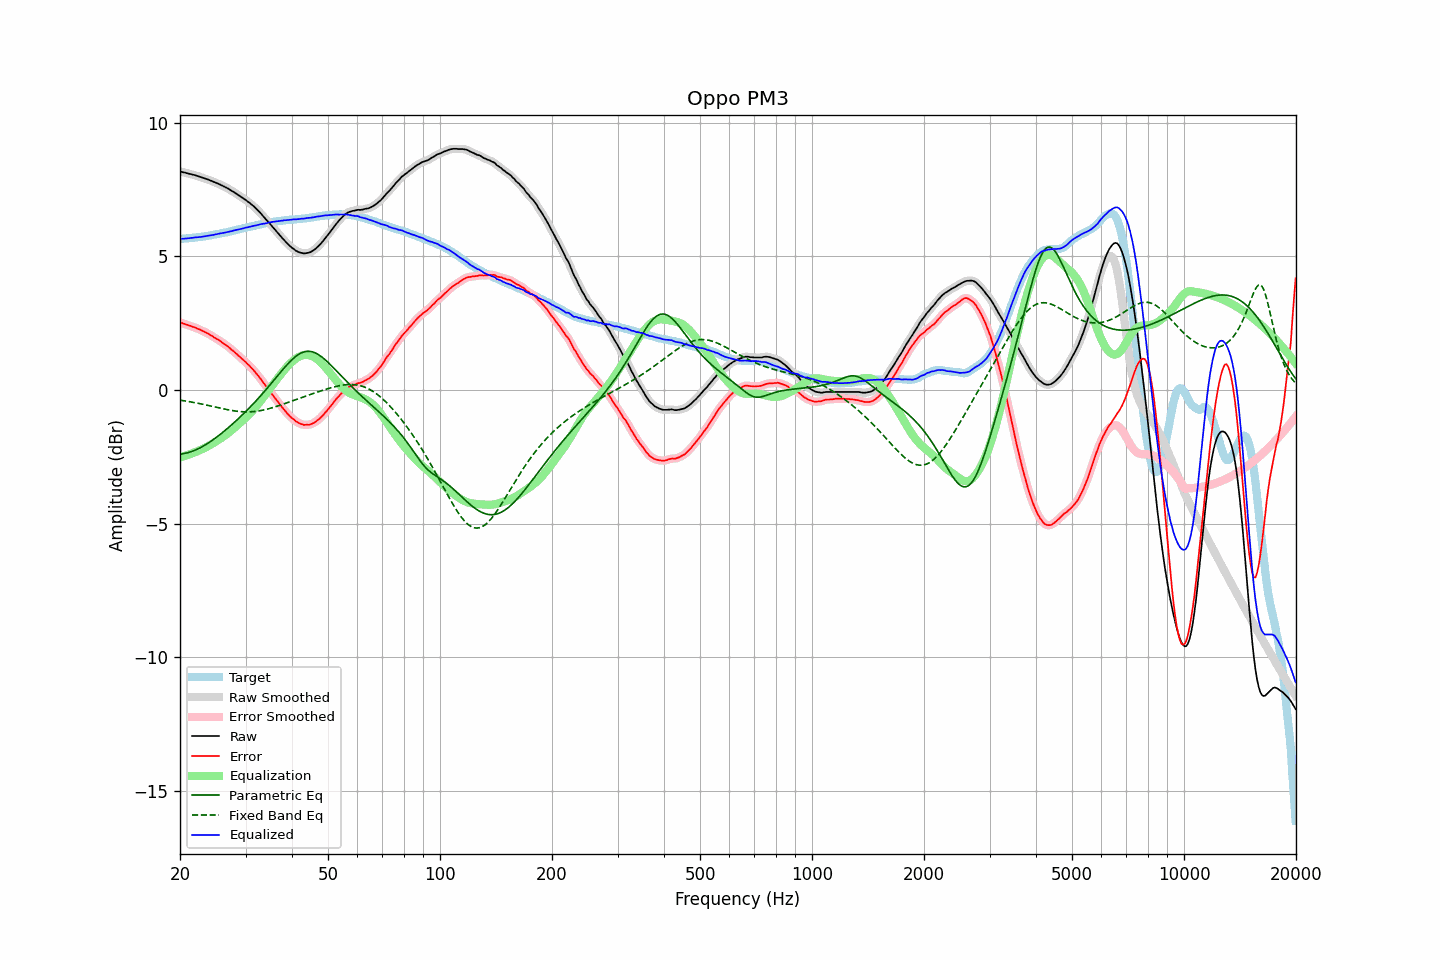 Oppo PM3
Amplitude (dBr)
10
5
0
−5
−10
−15
Target
Raw Smoothed
Error Smoothed
Raw
Error
Equalization
Parametric Eq
Fixed Band Eq
Equalized
20 50 100 200 500 1000 2000 5000 10000 20000
Frequency (Hz)